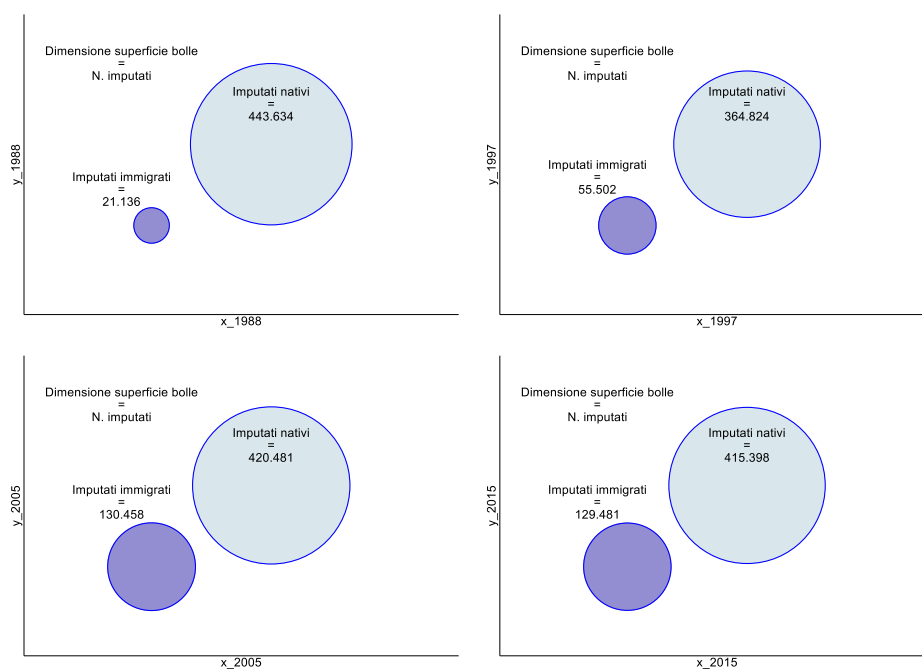 Dimensione superficie bolle
=
N. imputati
Imputati nativi
=
443.634
Imputati immigrati
=
21.136
y_1988
x_1988
Dimensione superficie bolle
=
N. imputati
Imputati nativi
=
364.824
Imputati immigrati
=
55.502
y_1997
x_1997
Dimensione superficie bolle
=
N. imputati
Imputati nativi
=
420.481
Imputati immigrati
=
130.458
y_2005
x_2005
Dimensione superficie bolle
=
N. imputati
Imputati nativi
=
415.398
Imputati immigrati
=
129.481
y_2015
x_2015